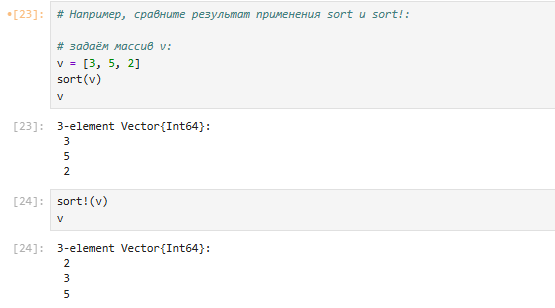 [23]: # Например, сравните результат применения sort и sort!:
# задаём массив v:
v = [3, 5, 2]
sort(v)
v
[23]: 3-element Vector{Int64}:
3
5
2
[24]: sort!(v)
v
[24]: 3-element Vector{Int64}:
2
3
5